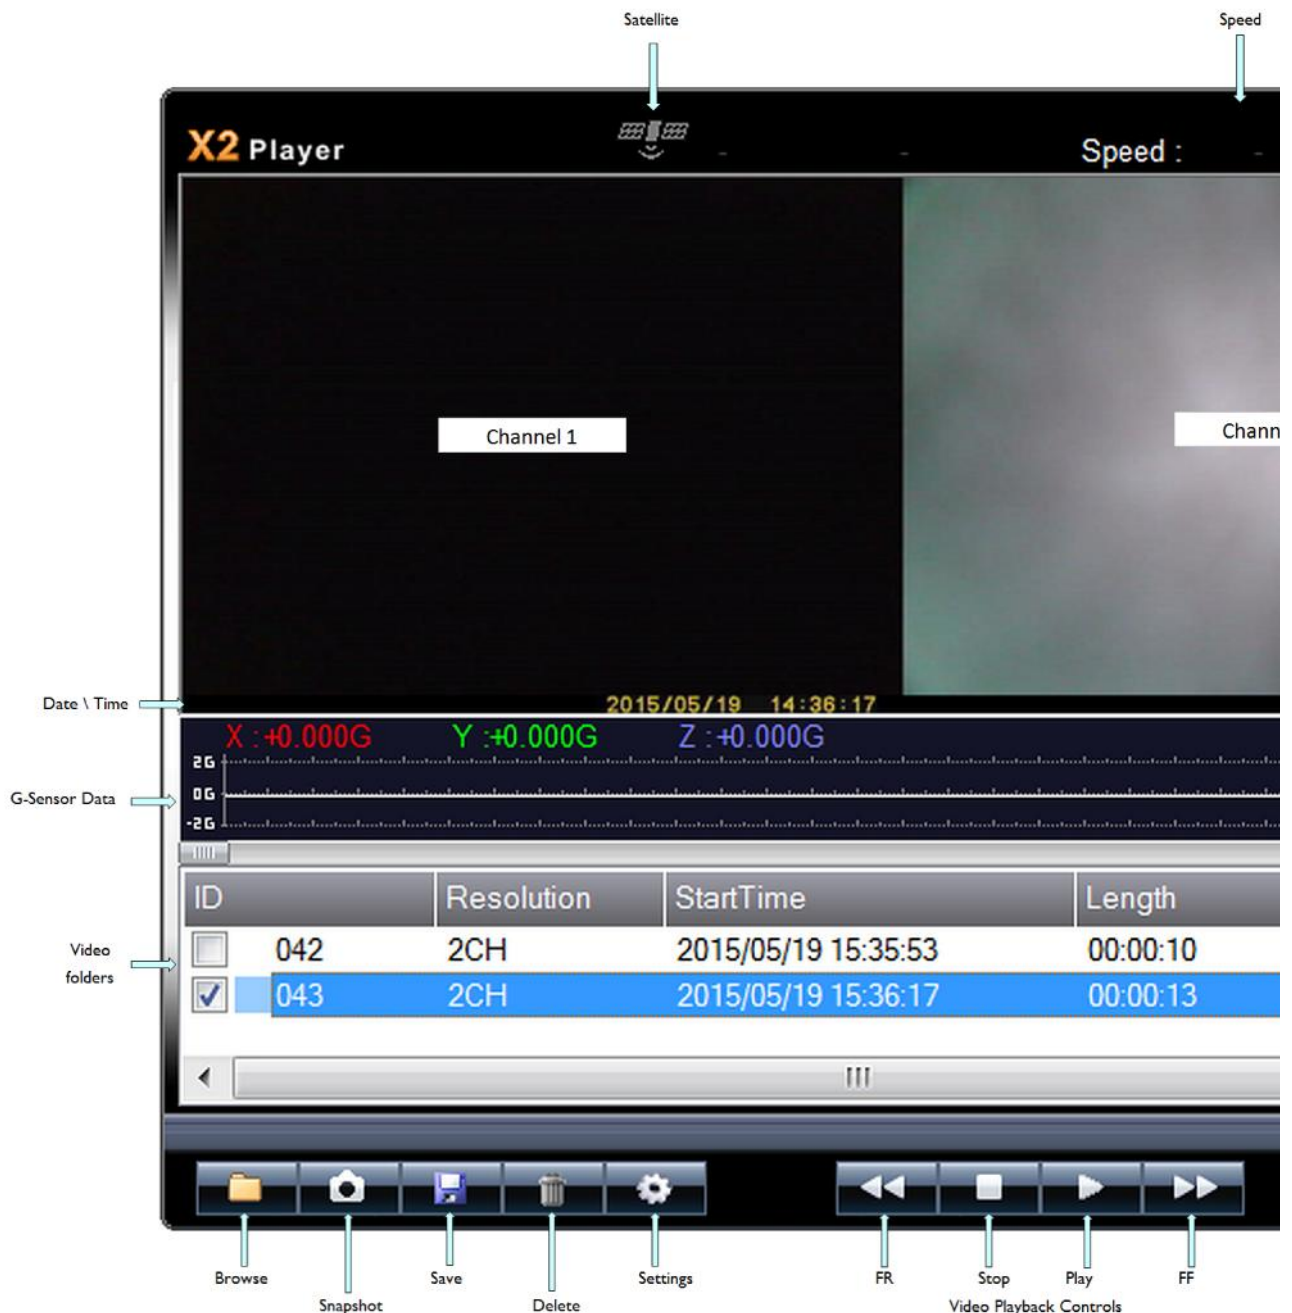 Satellite
Speed
X2 Player
Speed :
Channel 1
Chann
Date \ Time
2015/05/19 14:36:17
X :+0.000G Y :+0.000G Z :+0.000G
2G
G-Sensor Data
0G
-2G
ID Resolution StartTime Length
Video folders
042 2CH 2015/05/19 15:35:53 00:00:10
043 2CH 2015/05/19 15:36:17 00:00:13
Browse
Snapshot
Save
Delete
Settings
FR
Stop
Play
FF
Video Playback Controls